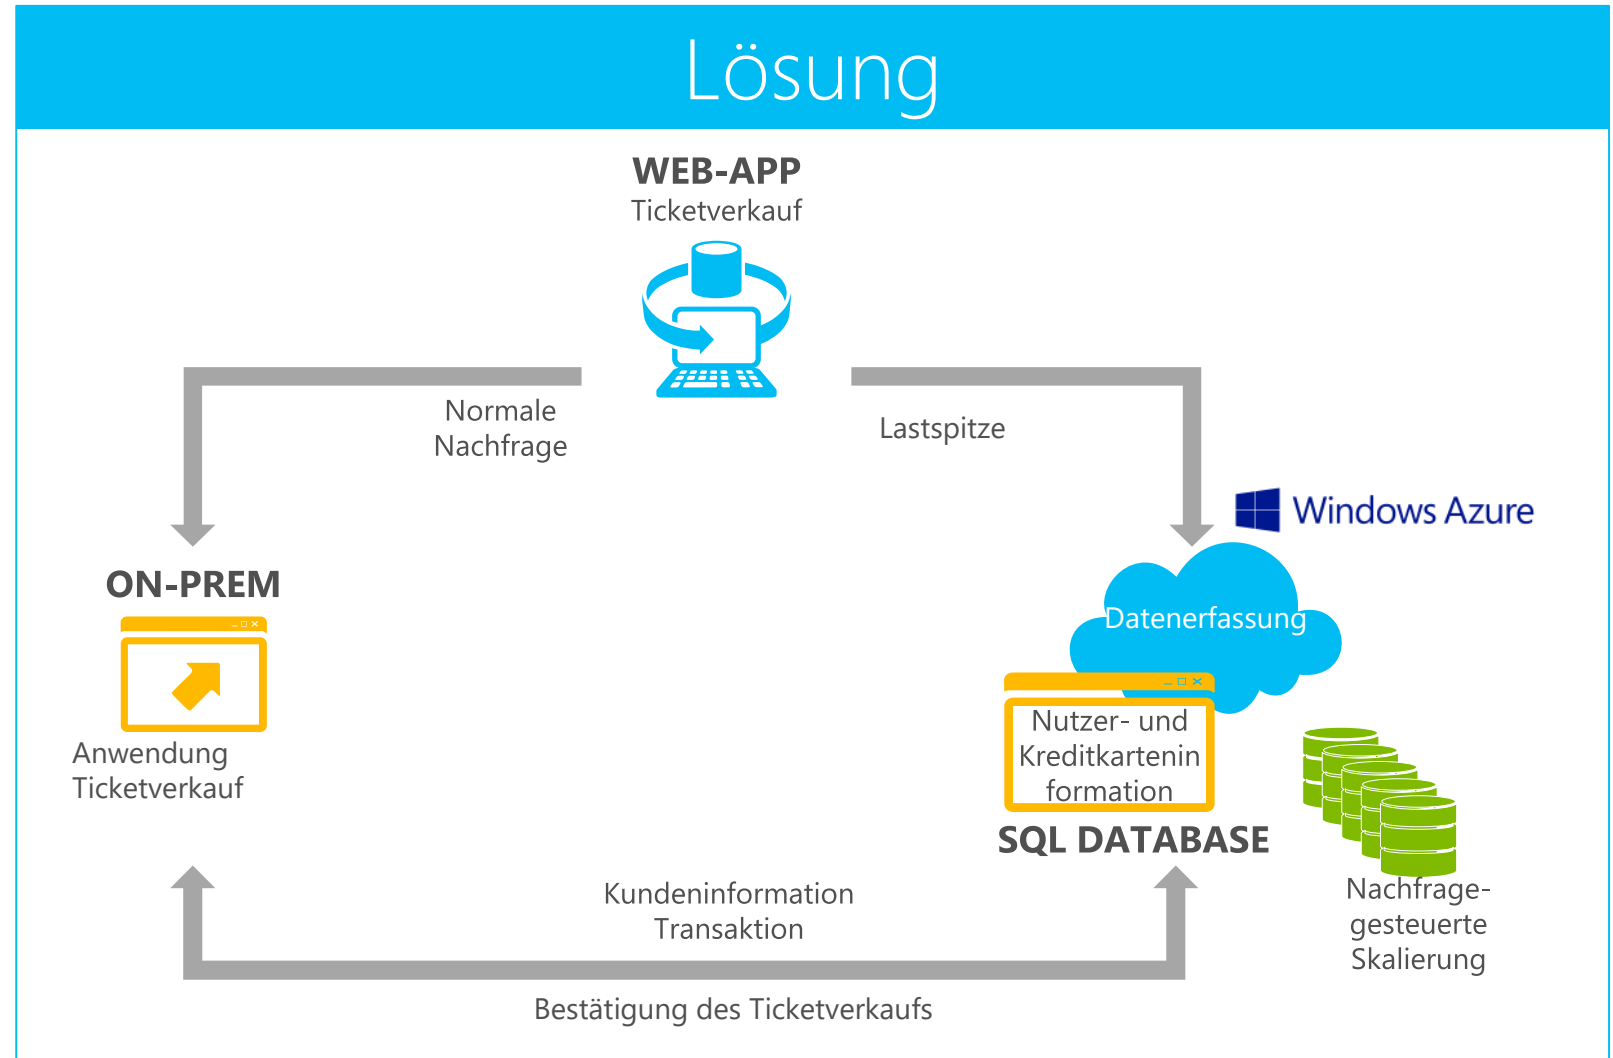 Lösung
WEB-APP
Ticketverkauf
Normale
Nachfrage
Lastspitze
Windows Azure
ON-PREM
Datenerfassung
Nutzer- und
Kreditkartenin
formation
Anwendung
Ticketverkauf
SQL DATABASE
Kundeninformation
Transaktion
Nachfrage-
gesteuerte
Skalierung
Bestätigung des Ticketverkaufs